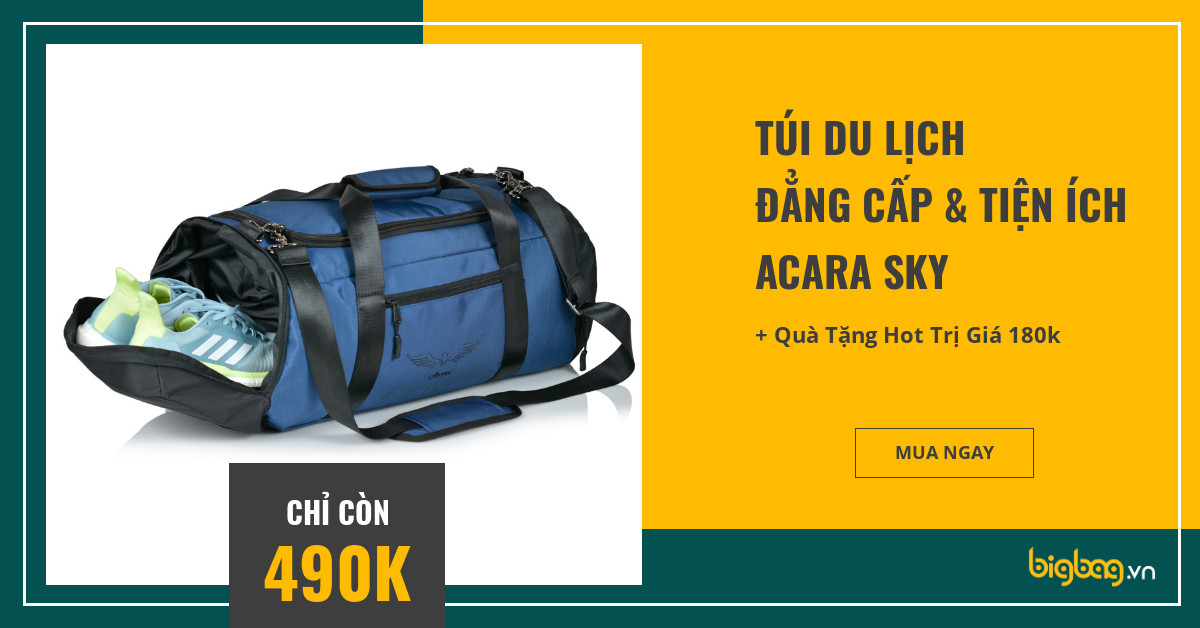 TÚI DU LỊCH
ĐẲNG CẤP & TIỆN ÍCH
ACARA SKY
+ Quà Tặng Hot Trị Giá 180k
MUA NGAY
CHỈ CÒN
490K
bigbag.vn